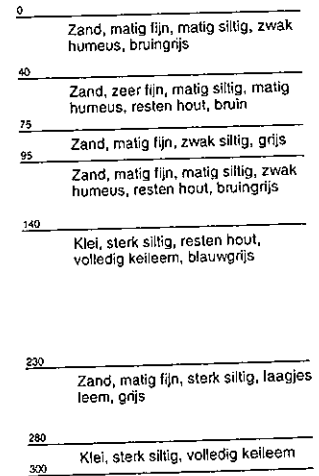 0
Zand, matig fijn, matig siltig, zwak
humeus, bruingrijs
40
Zand, zeer fijn, matig siltig, matig
humeus, resten hout, bruin
75
Zand, matig fijn, zwak siltig, grijs
95
Zand, matig fijn, matig siltig, zwak
humeus, resten hout, bruingrijs
140
Klei, sterk siltig, resten hout,
volledig keileem, blauwgrijs
230
Zand, matig fijn, sterk siltig, laagjes
leem, grijs
280
Klei, sterk siltig, volledig keileem
300